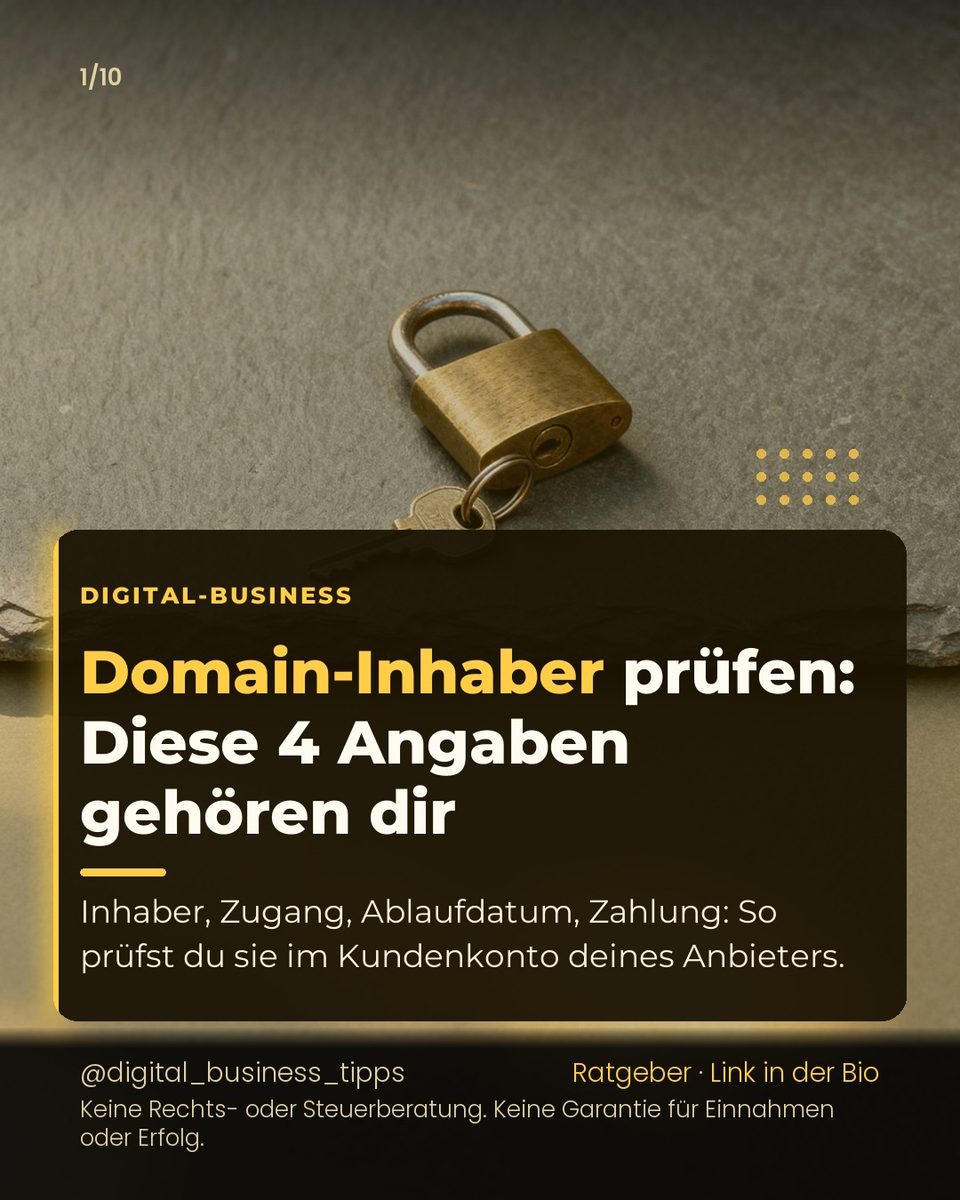 1/10
DIGITAL-BUSINESS
Domain-Inhaber prüfen:
Diese 4 Angaben
gehören dir
Inhaber, Zugang, Ablaufdatum, Zahlung: So
prüfst du sie im Kundenkonto deines Anbieters.
@digital_business_tipps
Ratgeber · Link in der Bio
Keine Rechts- oder Steuerberatung. Keine Garantie für Einnahmen
oder Erfolg.